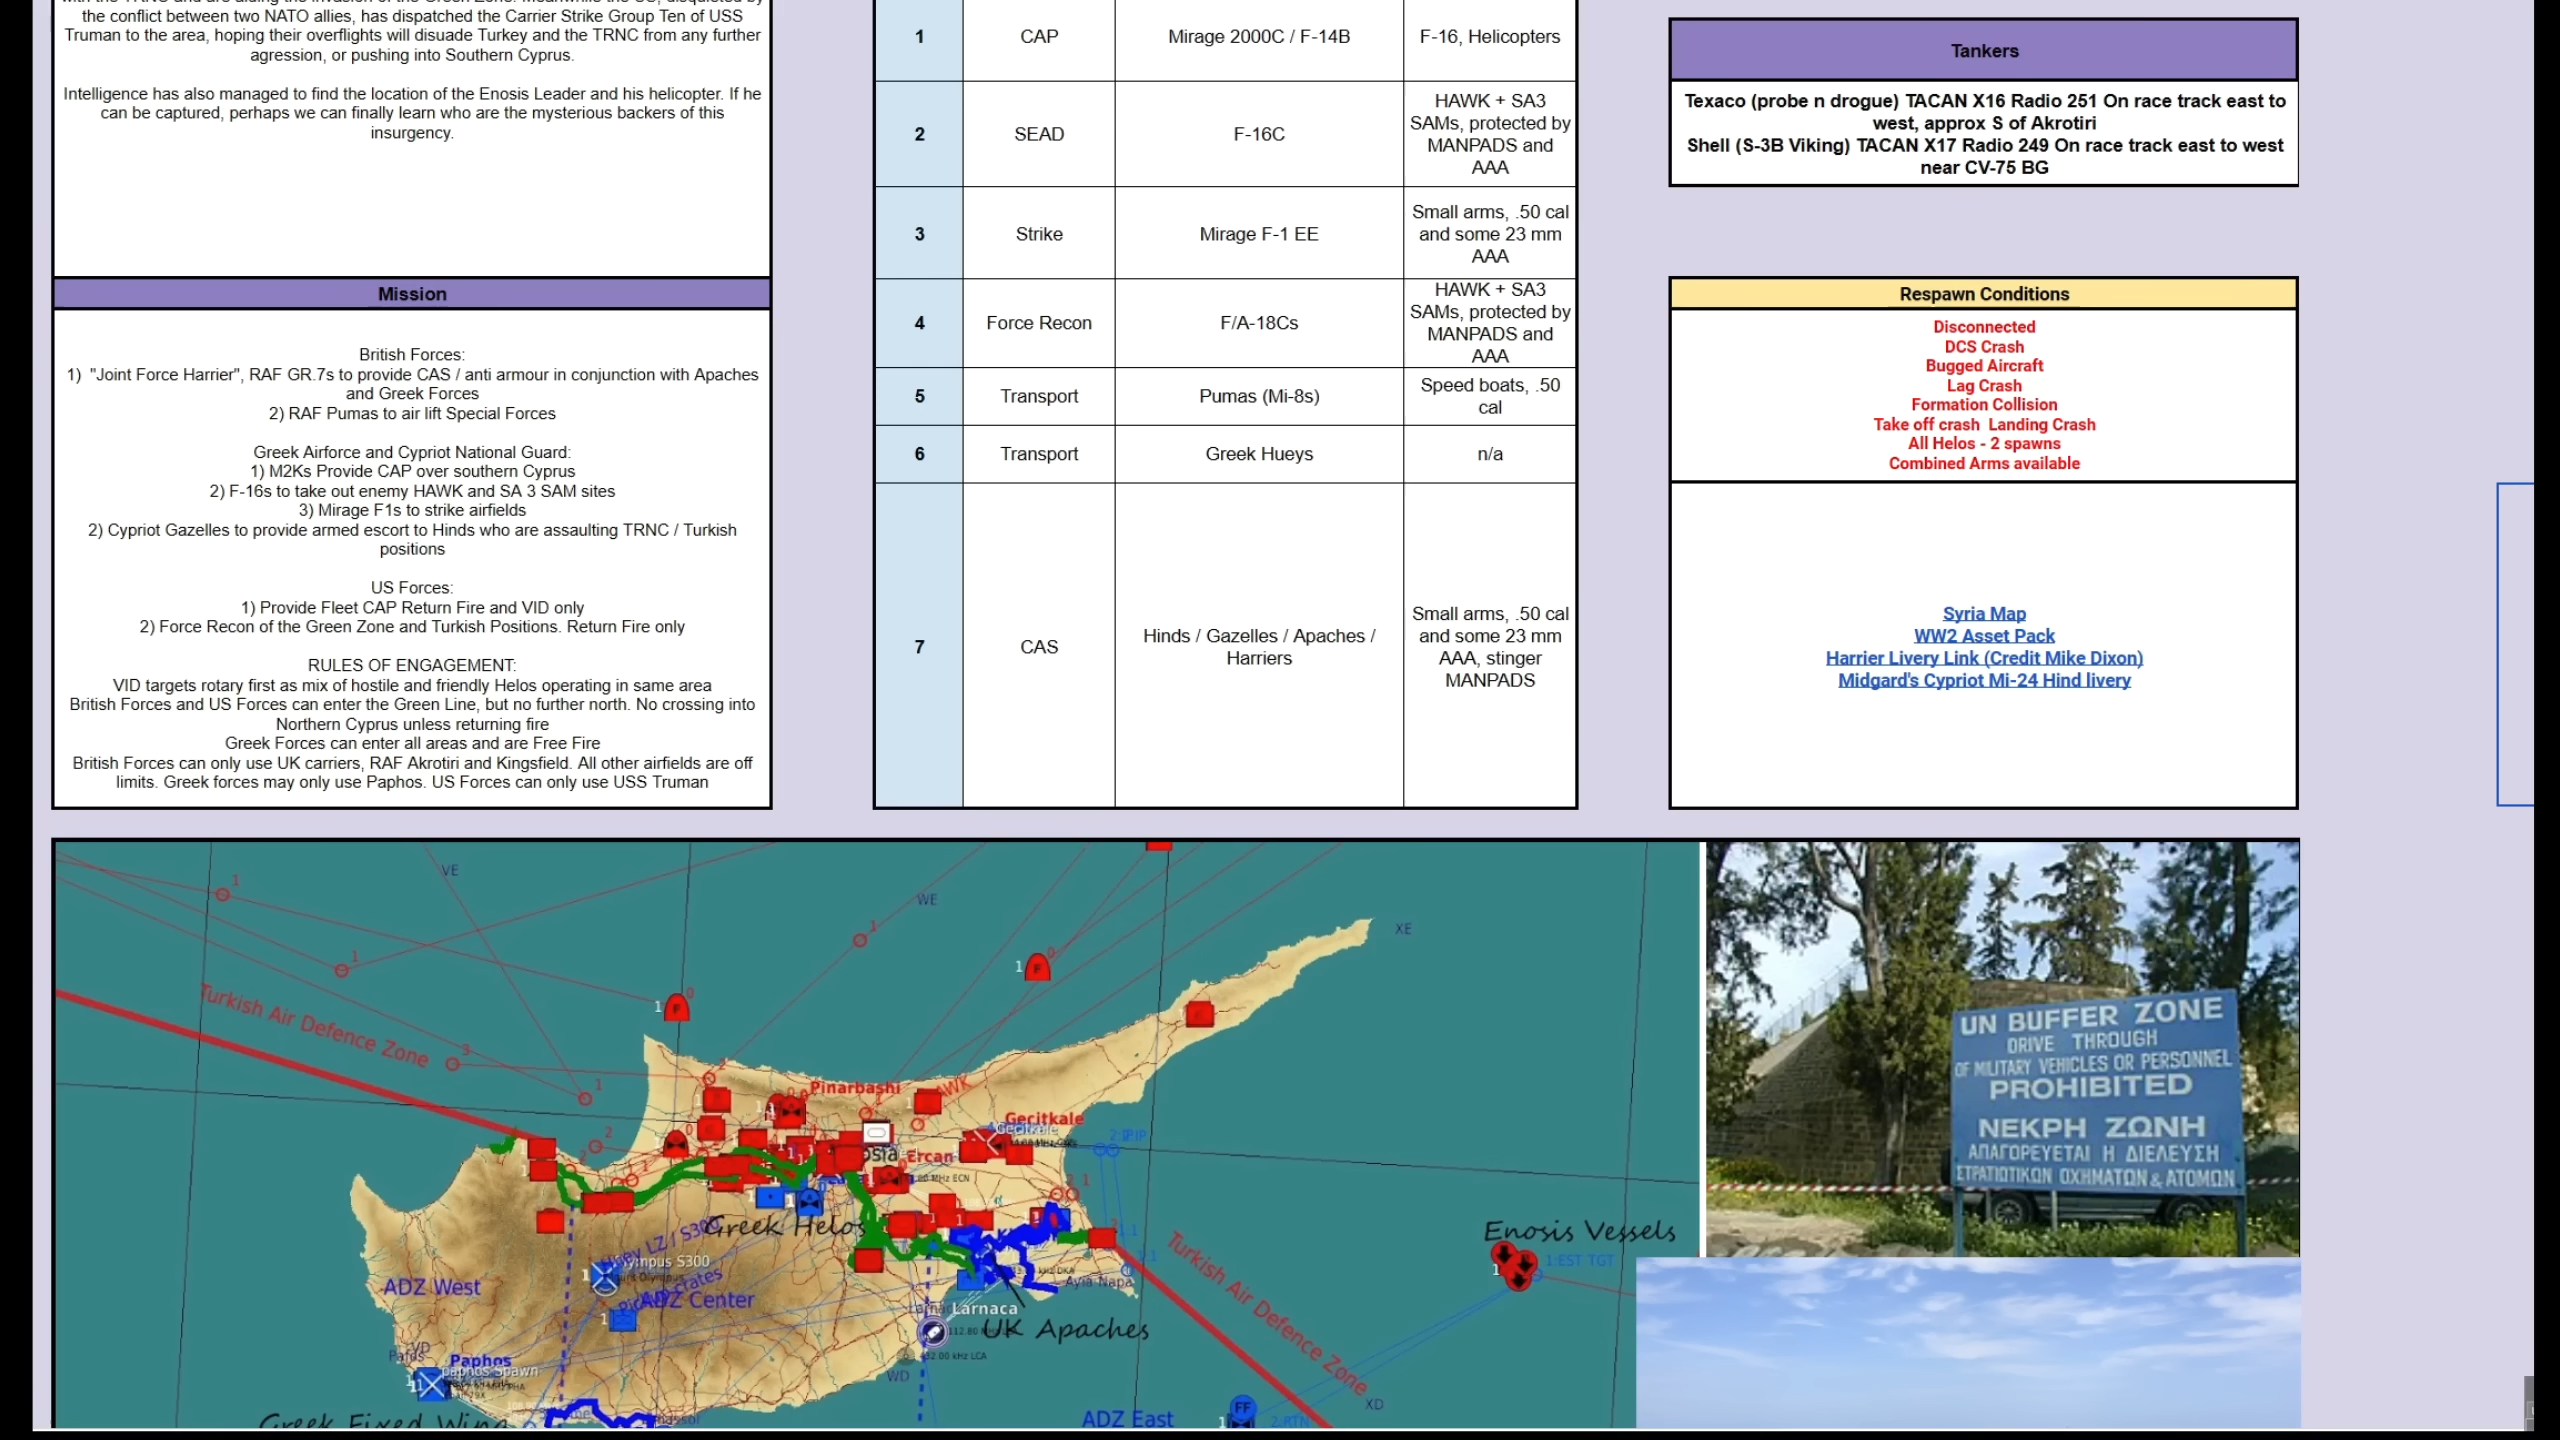 the conflict between two NATO allies, has dispatched the Carrier Strike Group Ten of USS
Truman to the area, hoping their overflights will disuade Turkey and the TRNC from any further
agression, or pushing into Southern Cyprus.
Intelligence has also managed to find the location of the Enosis Leader and his helicopter. If he
can be captured, perhaps we can finally learn who are the mysterious backers of this
insurgency.
Mission
British Forces:
1) "Joint Force Harrier", RAF GR.7s to provide CAS / anti armour in conjunction with Apaches
and Greek Forces
2) RAF Pumas to air lift Special Forces
Greek Airforce and Cypriot National Guard:
1) M2Ks Provide CAP over southern Cyprus
2) F-16s to take out enemy HAWK and SA 3 SAM sites
3) Mirage F1s to strike airfields
2) Cypriot Gazelles to provide armed escort to Hinds who are assaulting TRNC / Turkish
positions
US Forces:
1) Provide Fleet CAP Return Fire and VID only
2) Force Recon of the Green Zone and Turkish Positions. Return Fire only
RULES OF ENGAGEMENT:
VID targets rotary first as mix of hostile and friendly Helos operating in same area
British Forces and US Forces can enter the Green Line, but no further north. No crossing into
Northern Cyprus unless returning fire
Greek Forces can enter all areas and are Free Fire
British Forces can only use UK carriers, RAF Akrotiri and Kingsfield. All other airfields are off
limits. Greek forces may only use Paphos. US Forces can only use USS Truman
1 CAP Mirage 2000C / F-14B F-16, Helicopters
2 SEAD F-16C HAWK + SA3
SAMs, protected by
MANPADS and
AAA
3 Strike Mirage F-1 EE Small arms, .50 cal
and some 23 mm
AAA
4 Force Recon F/A-18Cs HAWK + SA3
SAMs, protected by
MANPADS and
AAA
5 Transport Pumas (Mi-8s) Speed boats, .50
cal
6 Transport Greek Hueys n/a
7 CAS Hinds / Gazelles / Apaches /
Harriers
Small arms, .50 cal
and some 23 mm
AAA, stinger
MANPADS
Tankers
Texaco (probe n drogue) TACAN X16 Radio 251 On race track east to
west, approx S of Akrotiri
Shell (S-3B Viking) TACAN X17 Radio 249 On race track east to west
near CV-75 BG
Respawn Conditions
Disconnected
DCS Crash
Bugged Aircraft
Lag Crash
Formation Collision
Take off crash Landing Crash
All Helos - 2 spawns
Combined Arms available
Syria Map
WW2 Asset Pack
Harrier Livery Link (Credit Mike Dixon)
Midgard's Cypriot Mi-24 Hind livery
VE
WE
XE
Turkish Air Defence Zone
Pinarbashi
Gecitkale
Ercan
Greek Helos
Enosis Vessels
1:EST TGT
Turkish Air Defence Zone
ADZ West
ADZ Center
Ayia Napa
Larnaca
UK Apaches
WD
Paphos
ADZ East
XD
FF
2:RTN
UN BUFFER ZONE
DRIVE THROUGH
OF MILITARY VEHICLES OR PERSONNEL
PROHIBITED
ΝΕΚΡΗ ΖΩΝΗ
ΑΠΑΓΟΡΕΥΕΤΑΙ Η ΔΙΕΛΕΥΣΗ
ΣΤΡΑΤΙΩΤΙΚΩΝ ΟΧΗΜΑΤΩΝ & ΑΤΟΜΩΝ